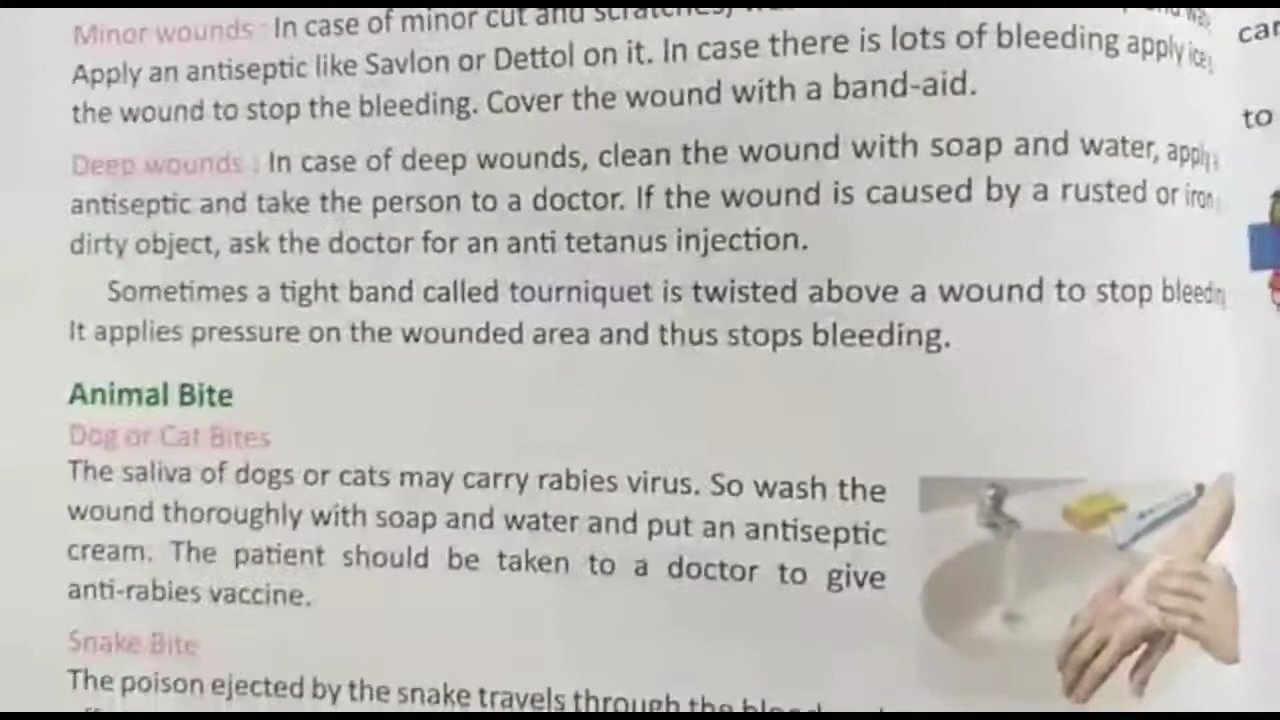 Minor wounds : In case of minor cut and scratches,
Apply an antiseptic like Savlon or Dettol on it. In case there is lots of bleeding apply ice
the wound to stop the bleeding. Cover the wound with a band-aid.
Deep wounds : In case of deep wounds, clean the wound with soap and water, apply
antiseptic and take the person to a doctor. If the wound is caused by a rusted or iron
dirty object, ask the doctor for an anti tetanus injection.
Sometimes a tight band called tourniquet is twisted above a wound to stop
It applies pressure on the wounded area and thus stops bleeding.
Animal Bite
Dog or Cat Bites
The saliva of dogs or cats may carry rabies virus. So wash the
wound thoroughly with soap and water and put an antiseptic
cream. The patient should be taken to a doctor to give
anti-rabies vaccine.
Snake Bite
The poison ejected by the snake travels through the blood
to